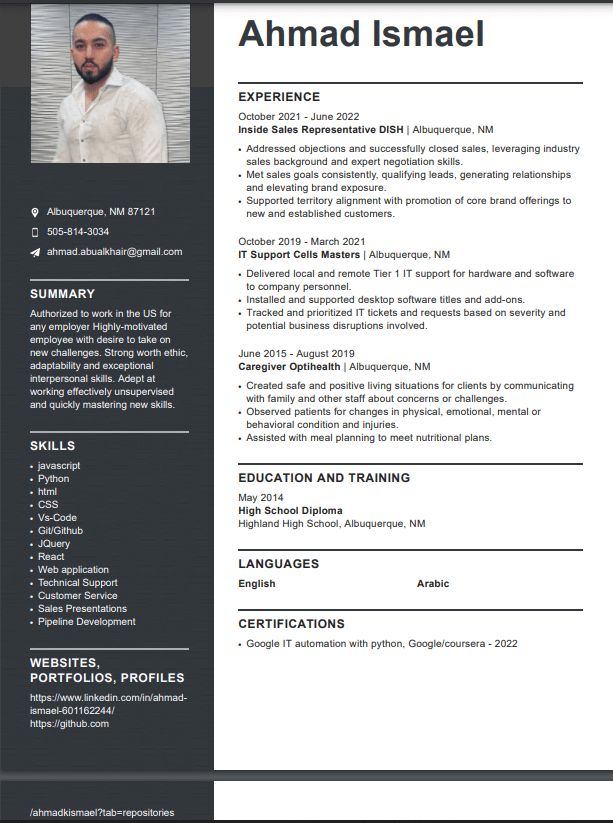 Ahmad Ismael
Albuquerque, NM 87121
505-814-3034
ahmad.abualkhair@gmail.com
SUMMARY
Authorized to work in the US for
any employer Highly-motivated
employee with desire to take on
new challenges. Strong worth ethic,
adaptability and exceptional
interpersonal skills. Adept at
working effectively unsupervised
and quickly mastering new skills.
SKILLS
• javascript
• Python
• html
• CSS
• Vs-Code
• Git/Github
• JQuery
• React
• Web application
• Technical Support
• Customer Service
• Sales Presentations
• Pipeline Development
WEBSITES,
PORTFOLIOS, PROFILES
https://www.linkedin.com/in/ahmad-
ismael-601162244/
https://github.com
/ahmadkismael?tab=repositories
EXPERIENCE
October 2021 - June 2022
Inside Sales Representative DISH | Albuquerque, NM
• Addressed objections and successfully closed sales, leveraging industry
sales background and expert negotiation skills.
• Met sales goals consistently, qualifying leads, generating relationships
and elevating brand exposure.
• Supported territory alignment with promotion of core brand offerings to
new and established customers.
October 2019 - March 2021
IT Support Cells Masters | Albuquerque, NM
• Delivered local and remote Tier 1 IT support for hardware and software
to company personnel.
• Installed and supported desktop software titles and add-ons.
• Tracked and prioritized IT tickets and requests based on severity and
potential business disruptions involved.
June 2015 - August 2019
Caregiver Optihealth | Albuquerque, NM
• Created safe and positive living situations for clients by communicating
with family and other staff about concerns or challenges.
• Observed patients for changes in physical, emotional, mental or
behavioral condition and injuries.
• Assisted with meal planning to meet nutritional plans.
EDUCATION AND TRAINING
May 2014
High School Diploma
Highland High School, Albuquerque, NM
LANGUAGES
English Arabic
CERTIFICATIONS
• Google IT automation with python, Google/coursera - 2022